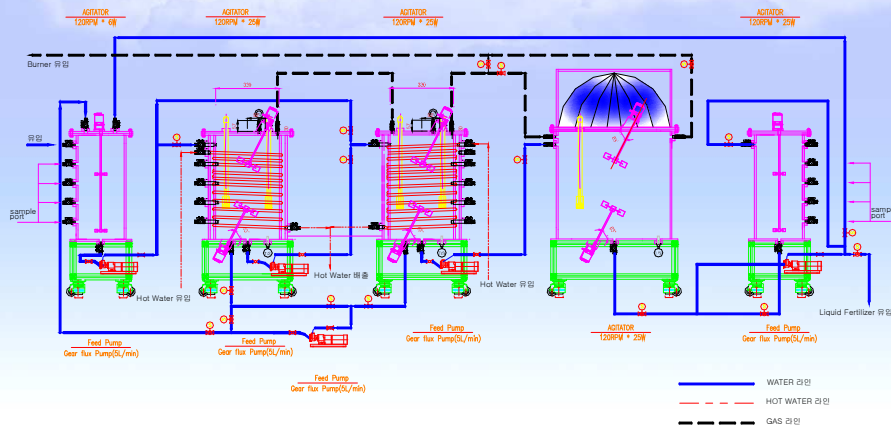 AGITATOR
120RPM * 6W
AGITATOR
120RPM * 25W
AGITATOR
120RPM * 25W
AGITATOR
120RPM * 25W
Burner 유입
330
330
유입
sample
port
sample
port
Hot Water 유입
Hot Water 배출
Hot Water 유입
Liquid Fertilizer 유입
Feed Pump
Gear flux Pump(5L/min)
Feed Pump
Gear flux Pump(5L/min)
Feed Pump
Gear flux Pump(5L/min)
AGITATOR
120RPM * 25W
Feed Pump
Gear flux Pump(5L/min)
Feed Pump
Gear flux Pump(5L/min)
WATER 라인
HOT WATER 라인
GAS 라인